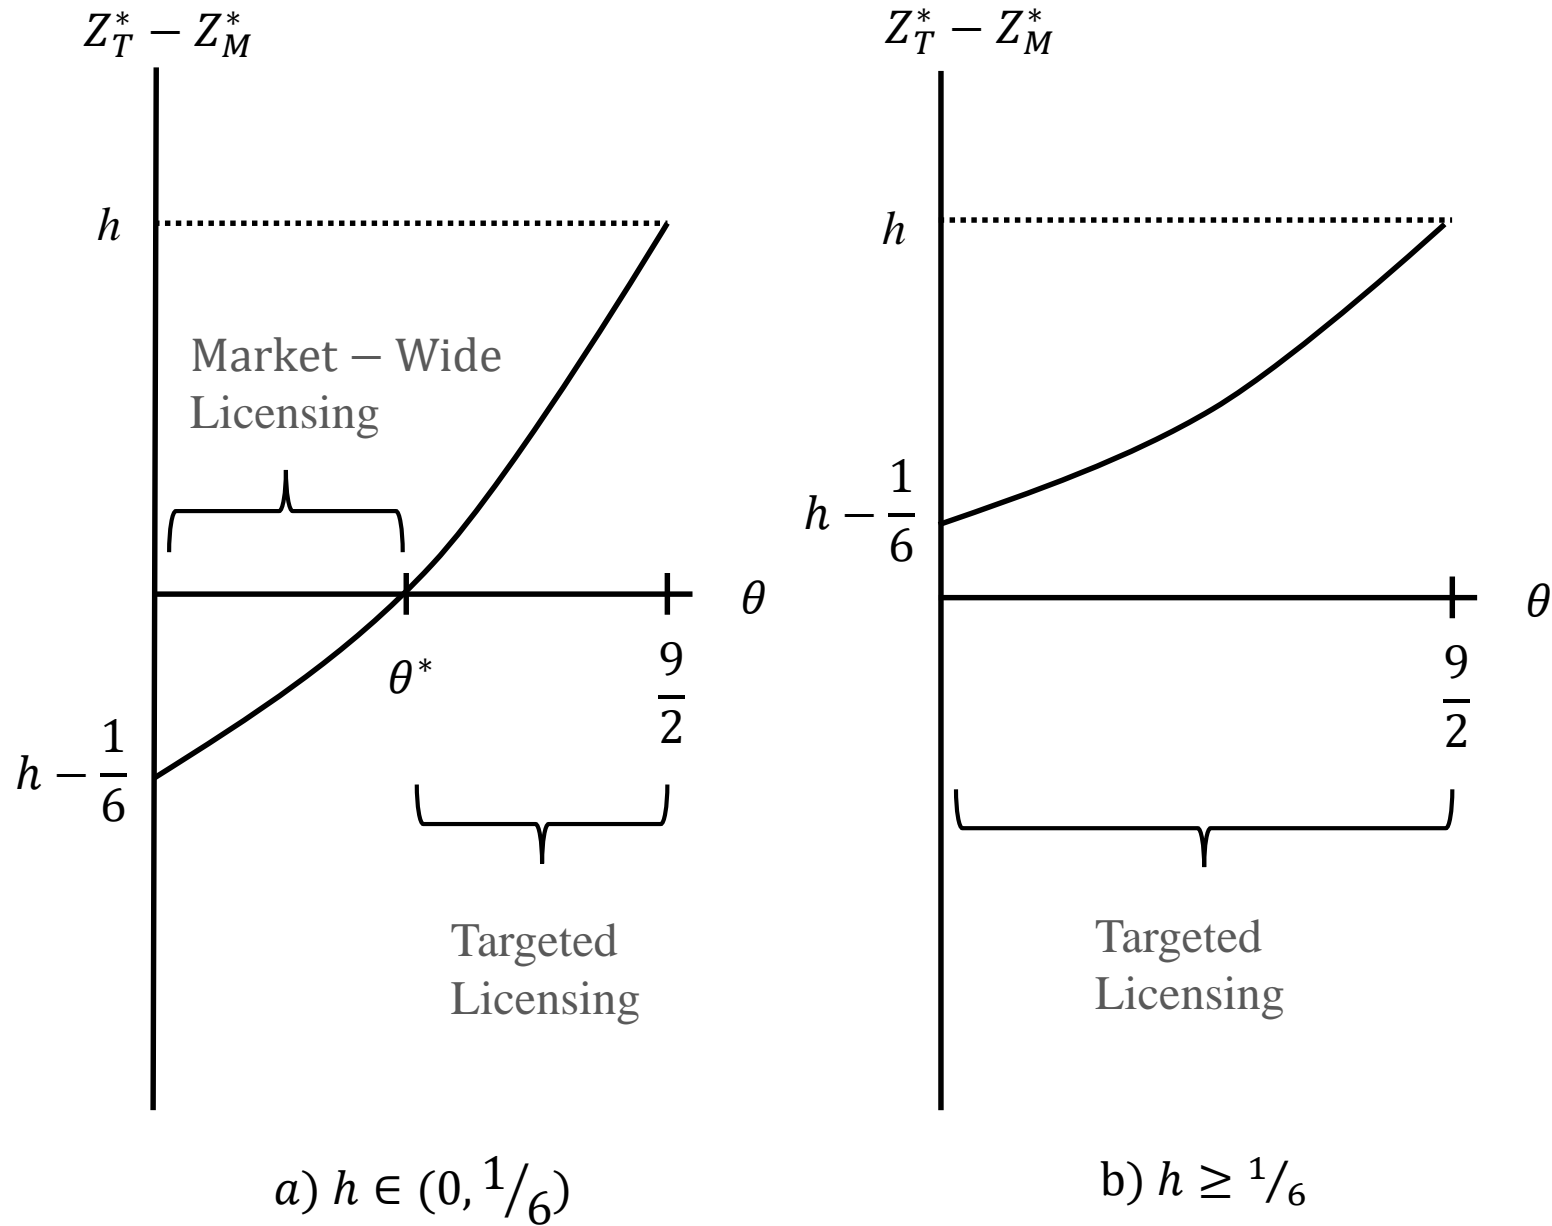 Z*_T − Z*_M
h
Market − Wide
Licensing
θ
θ*
9/2
h − 1/6
Targeted
Licensing
a) h ∈ (0, 1/6)
Z*_T − Z*_M
h
h − 1/6
θ
9/2
Targeted
Licensing
b) h ≥ 1/6